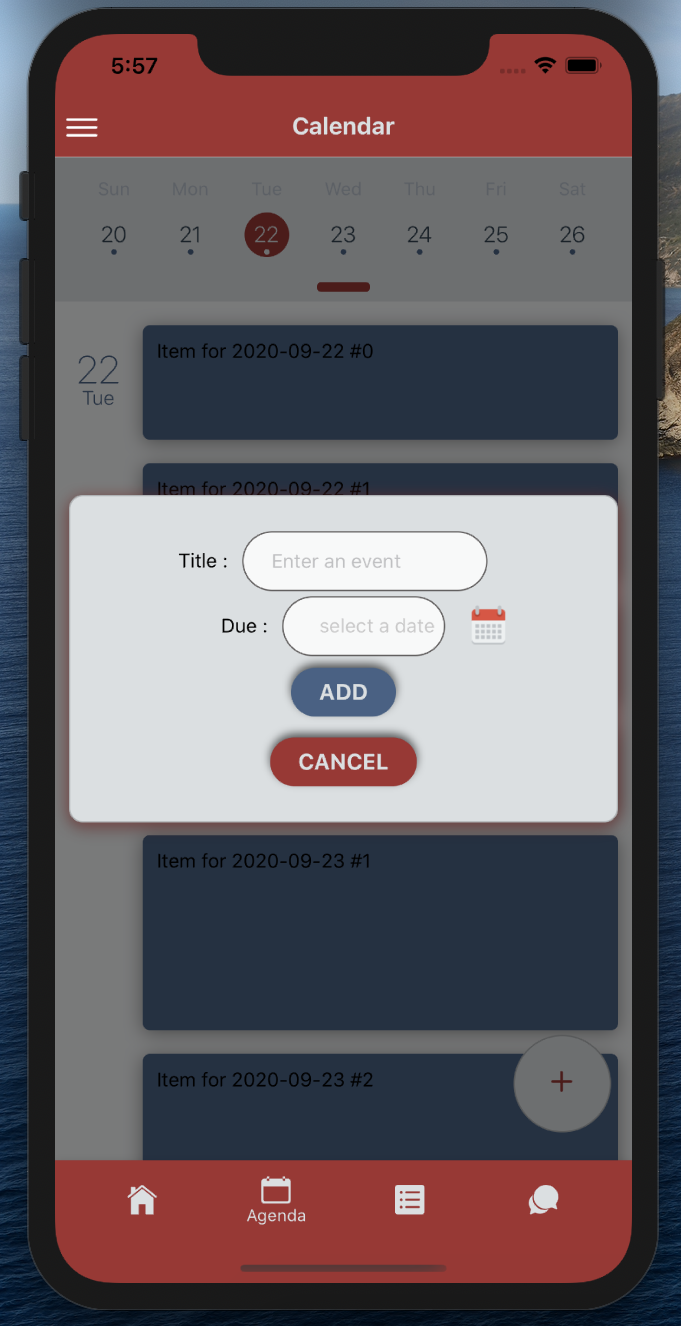 5:57
Calendar
Sun Mon Tue Wed Thu Fri Sat
20 21 22 23 24 25 26
22
Tue
Item for 2020-09-22 #0
Item for 2020-09-22 #1
Title : Enter an event
Due : select a date
ADD
CANCEL
Item for 2020-09-23 #1
Item for 2020-09-23 #2
+
Agenda